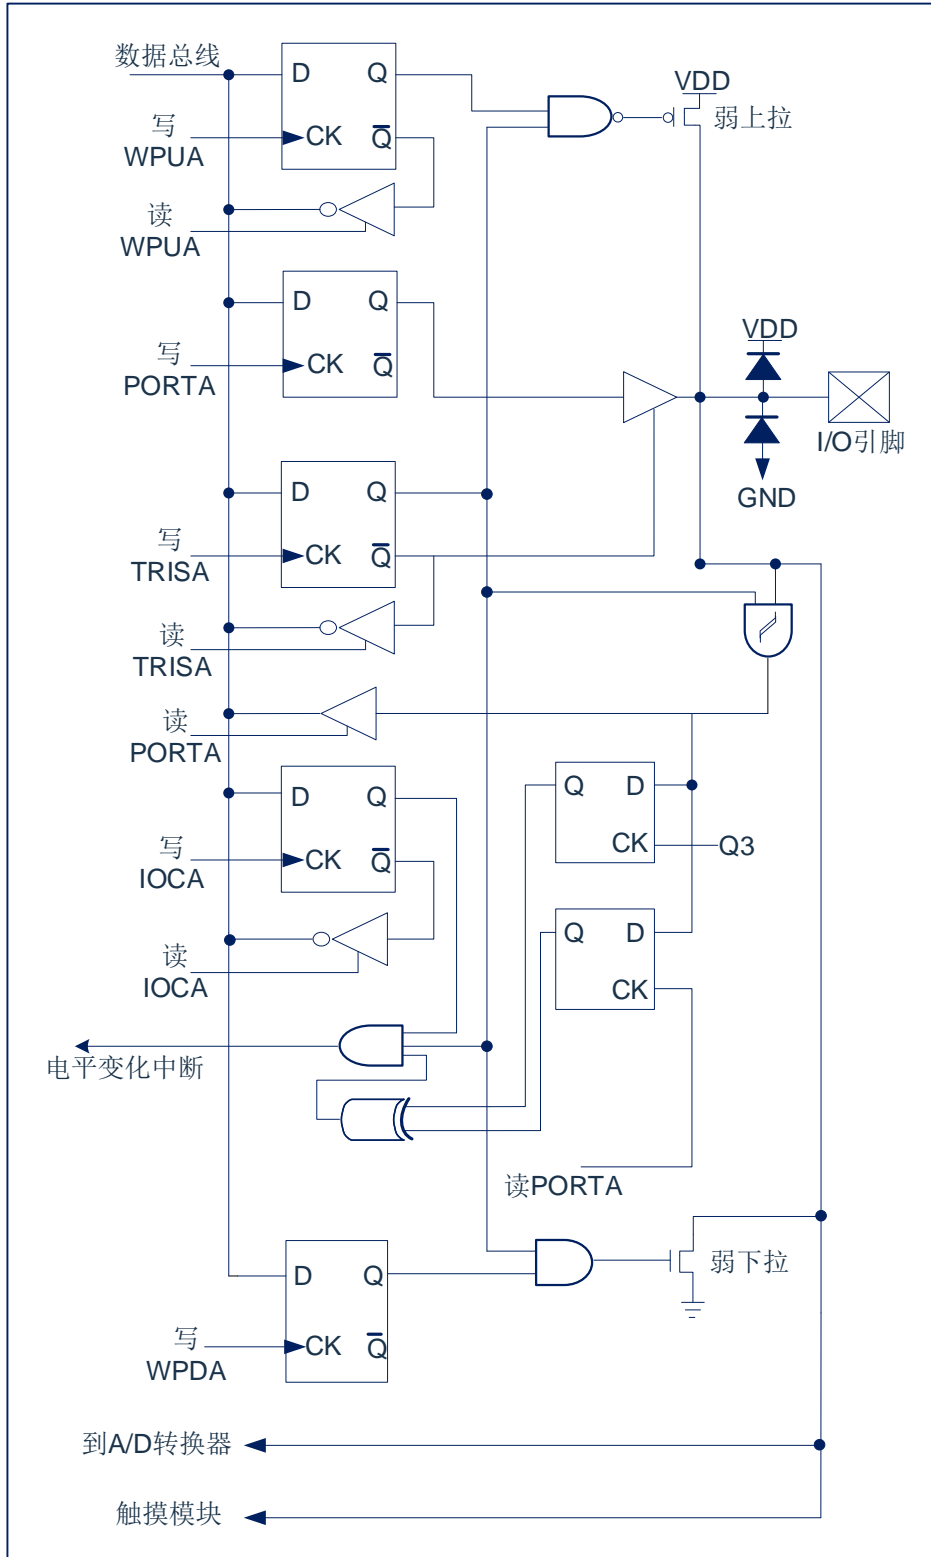 数据总线
D
Q
VDD
弱上拉
写
WPUA
CK
Q
读
WPUA
D
Q
VDD
写
PORTA
CK
Q
I/O引脚
GND
D
Q
写
TRISA
CK
Q
读
TRISA
读
PORTA
D
Q
Q
D
写
IOCA
CK
Q
CK
Q3
读
IOCA
Q
D
CK
电平变化中断
读PORTA
D
Q
弱下拉
写
WPDA
CK
Q
到A/D转换器
触摸模块